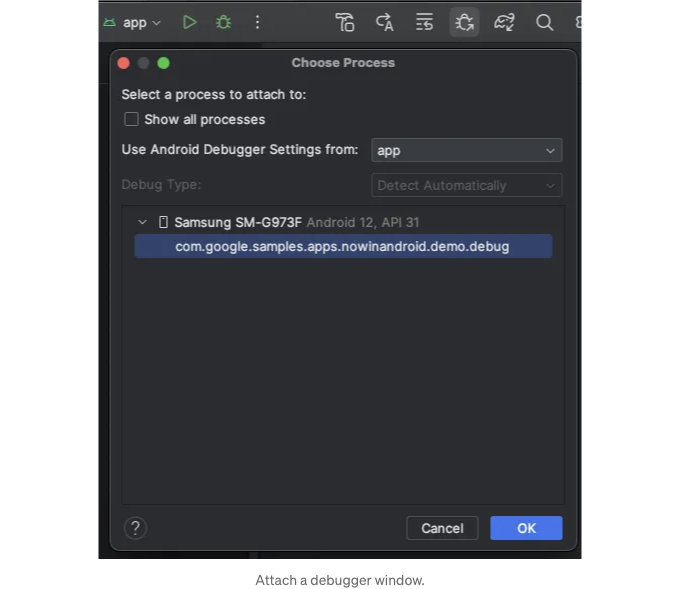 app
Choose Process
Select a process to attach to:
Show all processes
Use Android Debugger Settings from: app
Debug Type: Detect Automatically
Samsung SM-G973F Android 12, API 31
com.google.samples.apps.nowinandroid.demo.debug
? Cancel OK
Attach a debugger window.